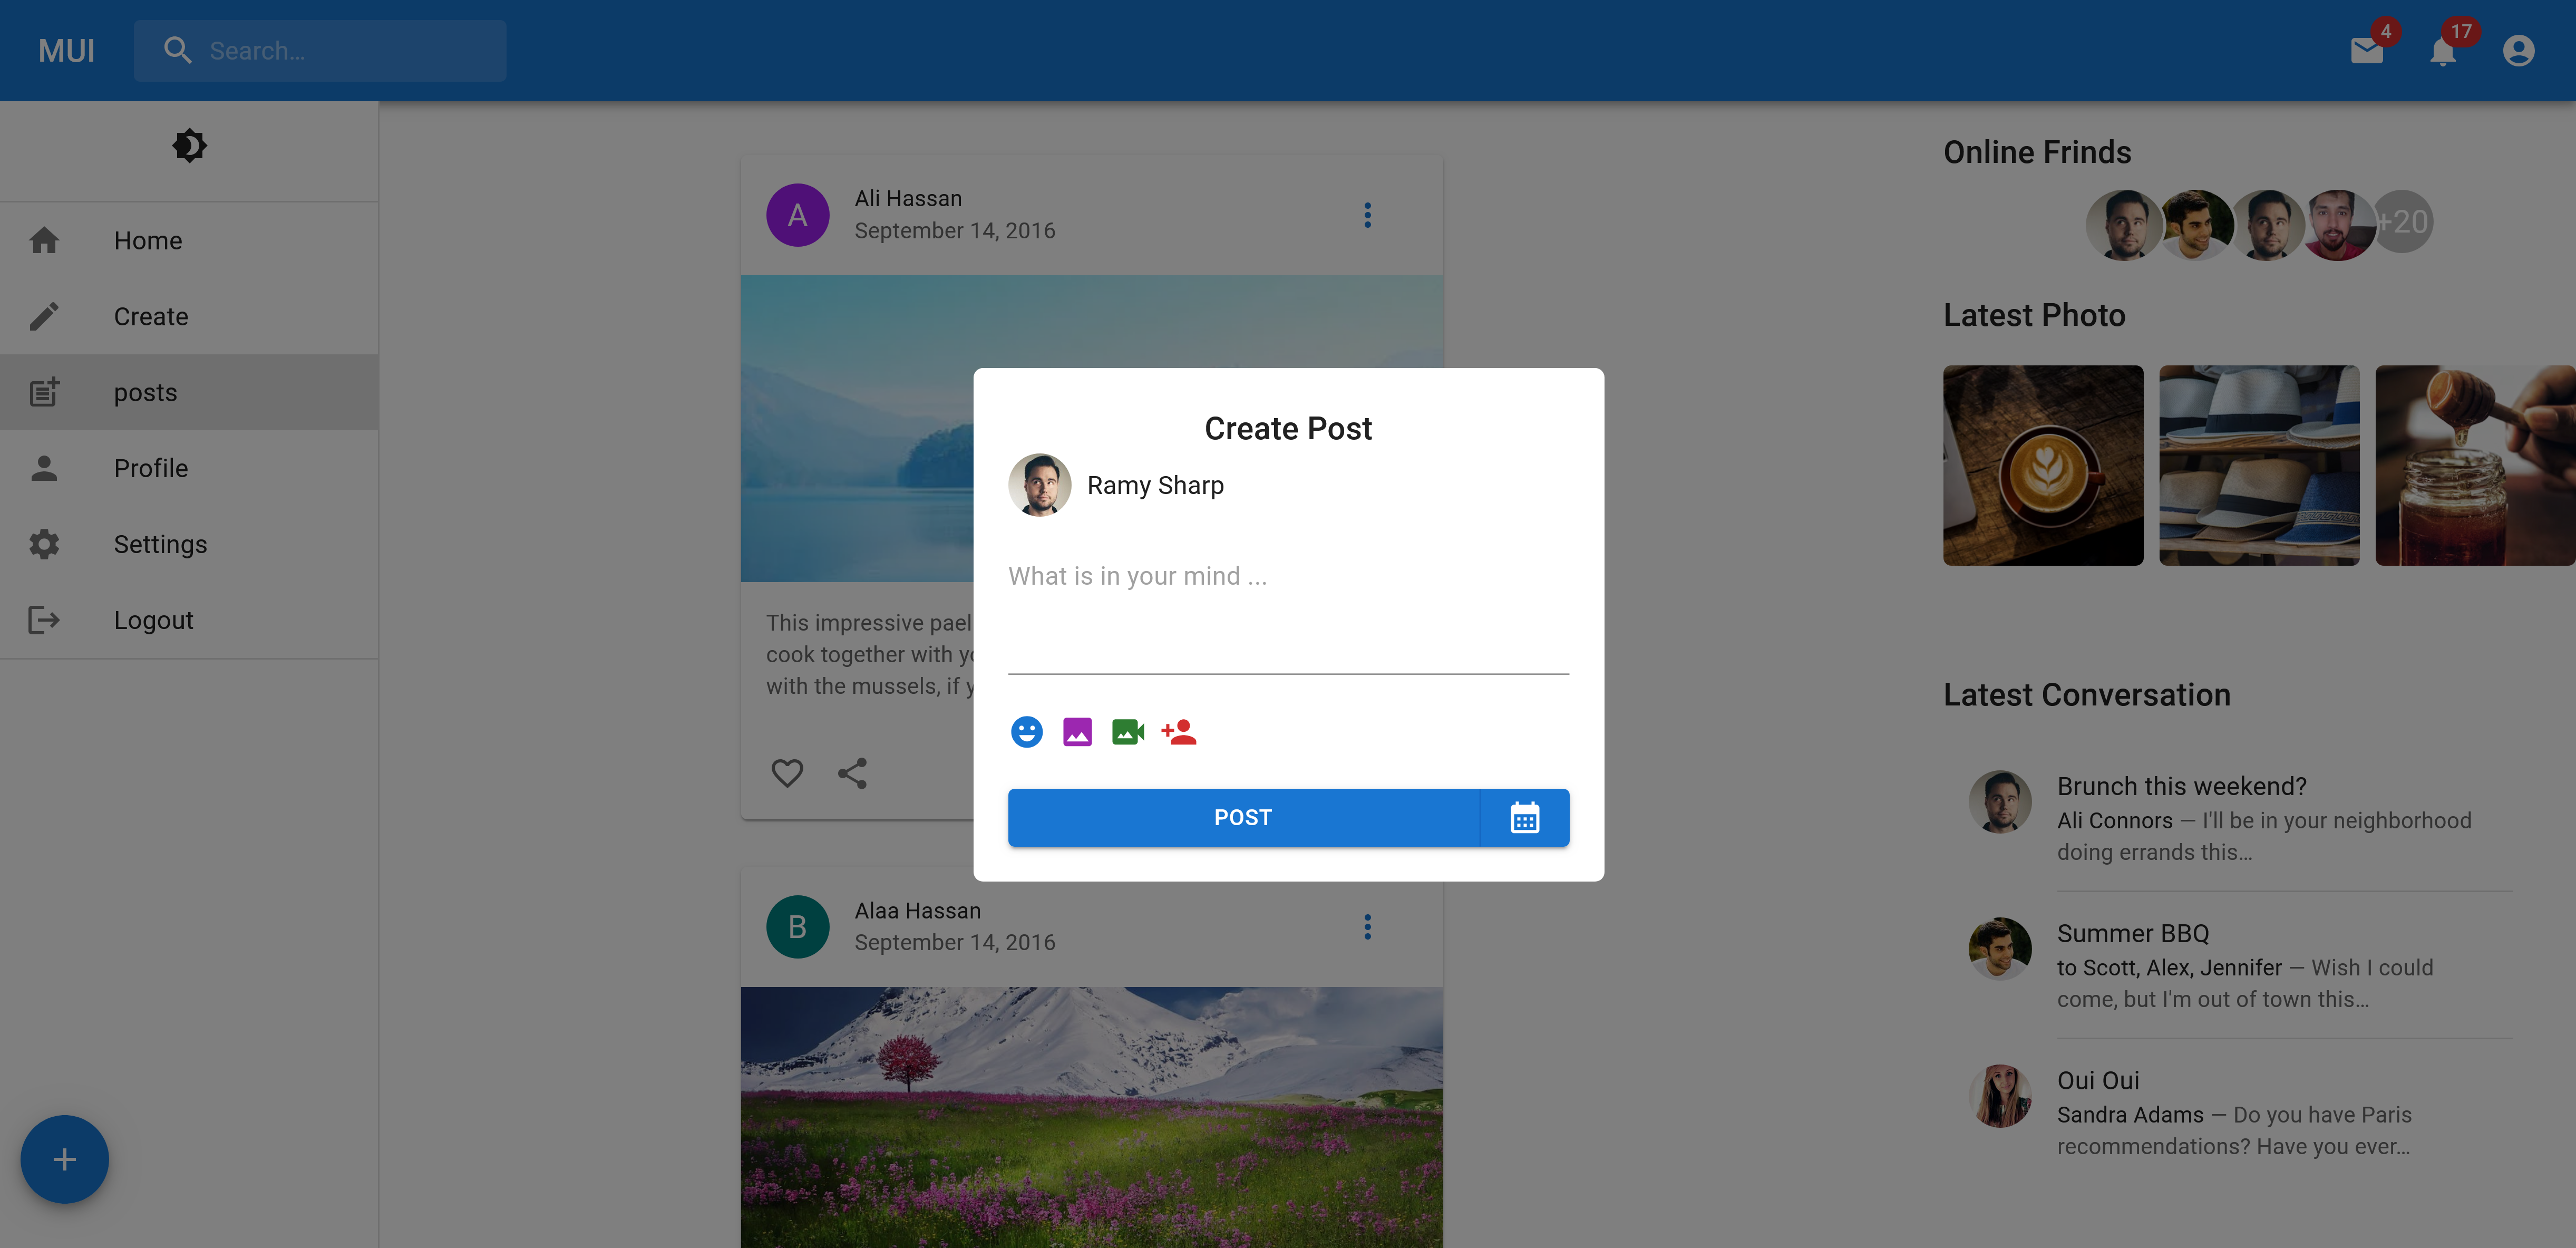 MUI
Search...
4
17
Home
Create
posts
Profile
Settings
Logout
A
Ali Hassan
September 14, 2016
This impressive pael
cook together with yo
with the mussels, if y
B
Alaa Hassan
September 14, 2016
Create Post
Ramy Sharp
What is in your mind ...
POST
Online Frinds
+20
Latest Photo
Latest Conversation
Brunch this weekend?
Ali Connors — I'll be in your neighborhood
doing errands this…
Summer BBQ
to Scott, Alex, Jennifer — Wish I could
come, but I'm out of town this…
Oui Oui
Sandra Adams — Do you have Paris
recommendations? Have you ever…